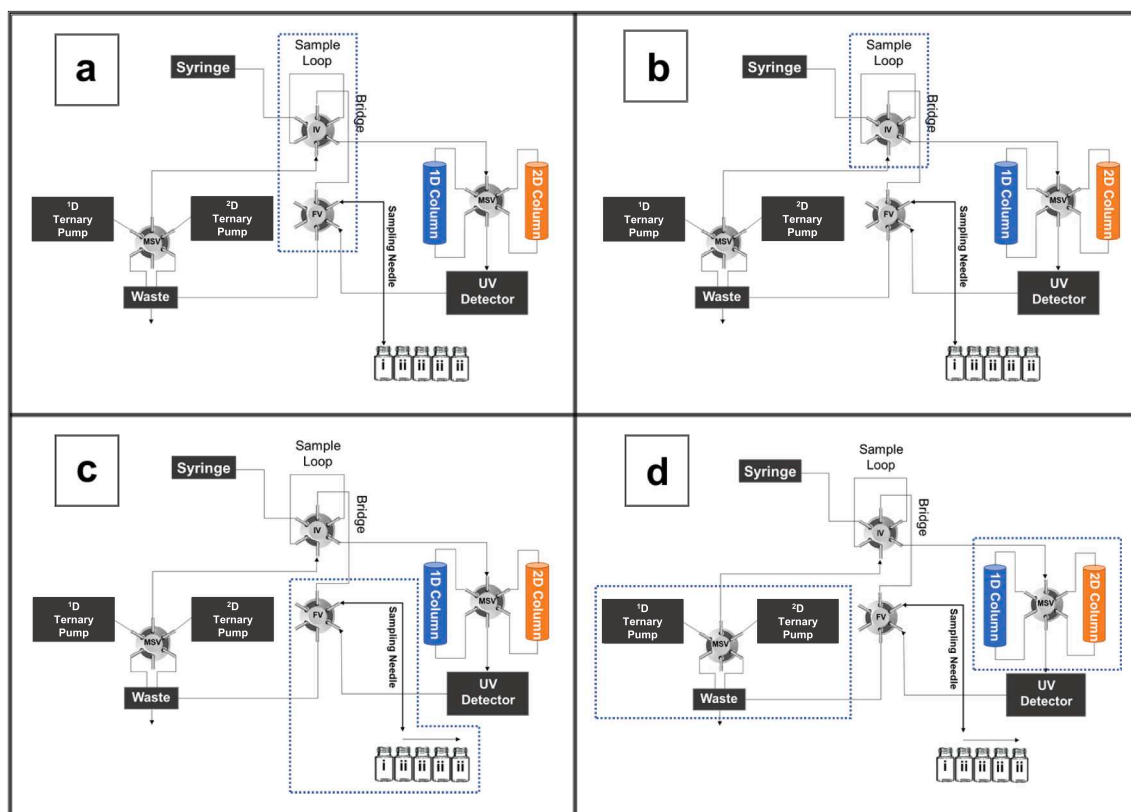 a
Sample
Loop
Syringe
IV
Bridge
1D Column
2D Column
MSV
1D
Ternary
Pump
2D
Ternary
Pump
MSV
FV
Sampling Needle
Waste
UV
Detector
i ii ii ii ii
b
Sample
Loop
Syringe
IV
Bridge
1D Column
2D Column
MSV
1D
Ternary
Pump
2D
Ternary
Pump
MSV
FV
Sampling Needle
Waste
UV
Detector
i ii ii ii ii
c
Sample
Loop
Syringe
IV
Bridge
1D Column
2D Column
MSV
1D
Ternary
Pump
2D
Ternary
Pump
MSV
FV
Sampling Needle
Waste
UV
Detector
i ii ii ii ii
d
Sample
Loop
Syringe
IV
Bridge
1D Column
2D Column
MSV
1D
Ternary
Pump
2D
Ternary
Pump
MSV
FV
Sampling Needle
Waste
UV
Detector
i ii ii ii ii